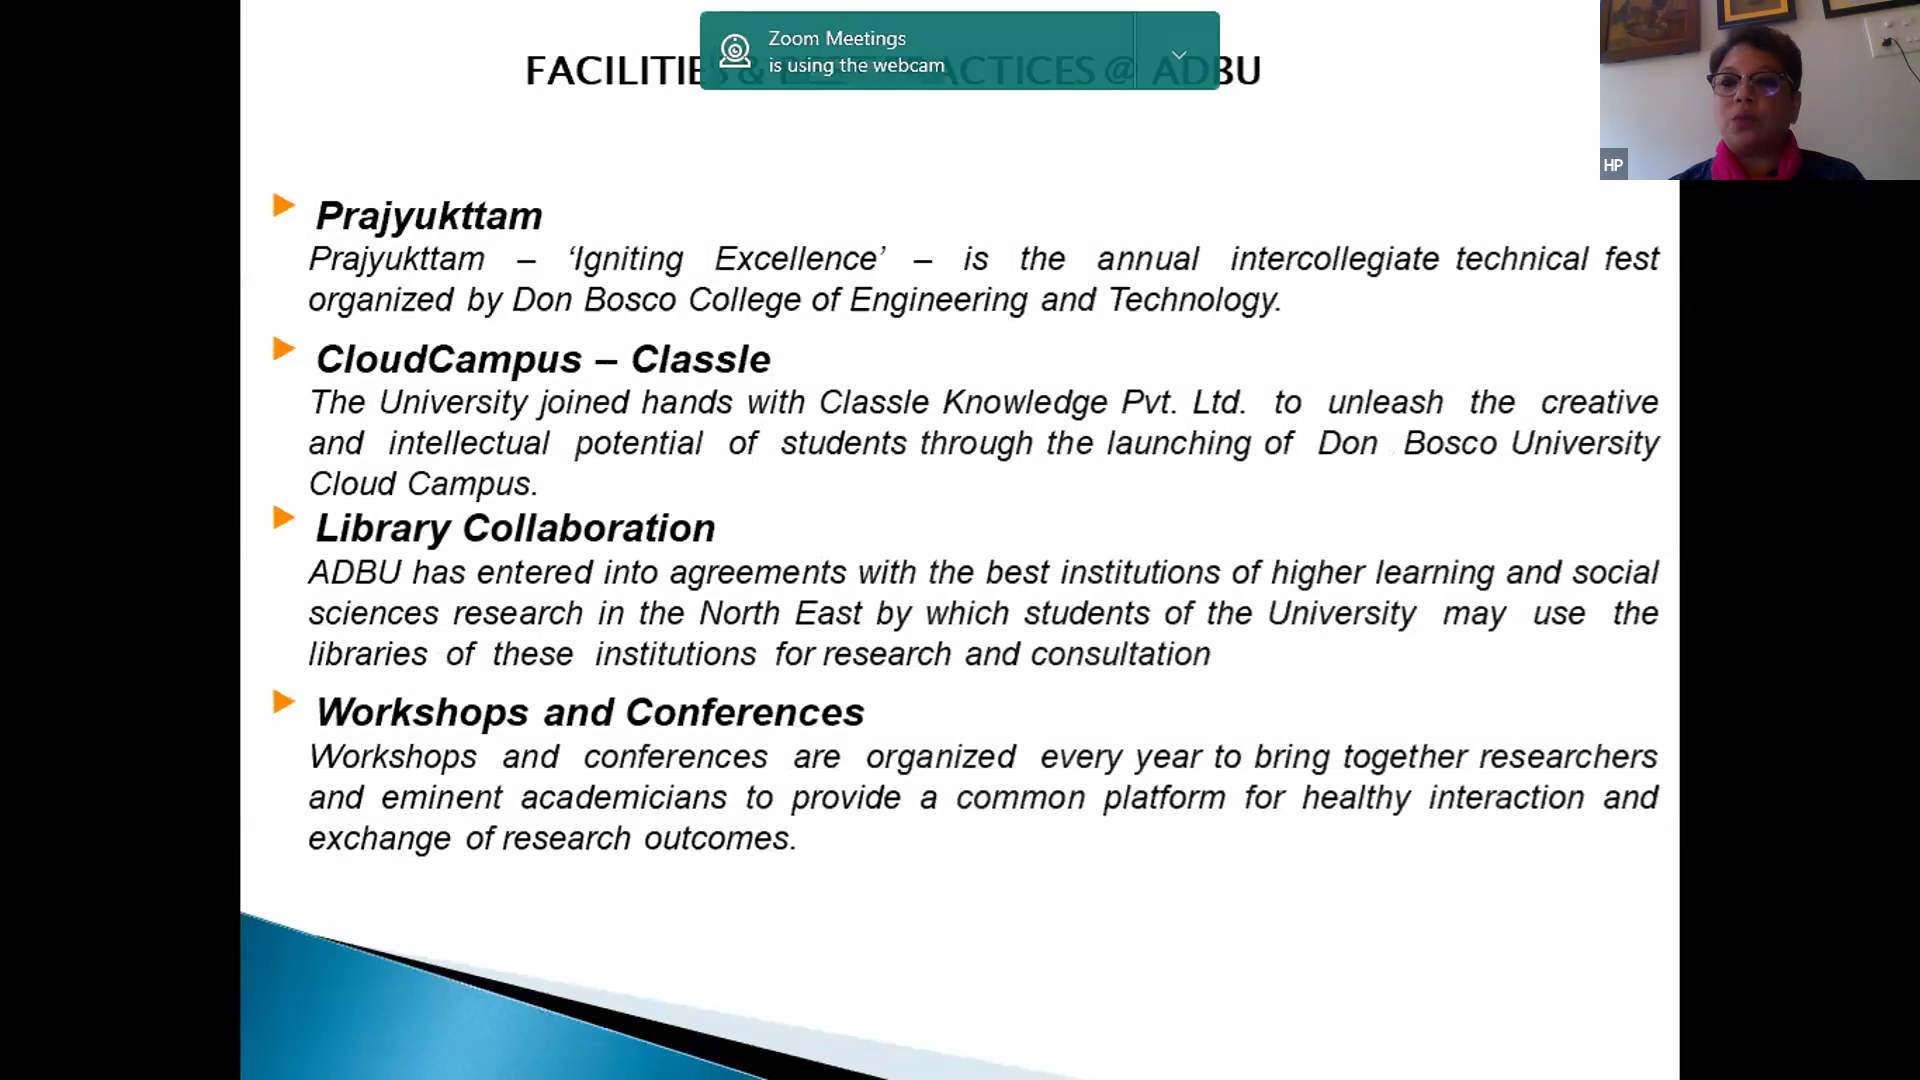 Zoom Meetings
is using the webcam
FACILITIES & PRACTICES @ ADBU
HP
Prajyukttam
Prajyukttam – ‘Igniting Excellence’ – is the annual intercollegiate technical fest
organized by Don Bosco College of Engineering and Technology.
CloudCampus – Classle
The University joined hands with Classle Knowledge Pvt. Ltd. to unleash the creative
and intellectual potential of students through the launching of Don Bosco University
Cloud Campus.
Library Collaboration
ADBU has entered into agreements with the best institutions of higher learning and social
sciences research in the North East by which students of the University may use the
libraries of these institutions for research and consultation
Workshops and Conferences
Workshops and conferences are organized every year to bring together researchers
and eminent academicians to provide a common platform for healthy interaction and
exchange of research outcomes.